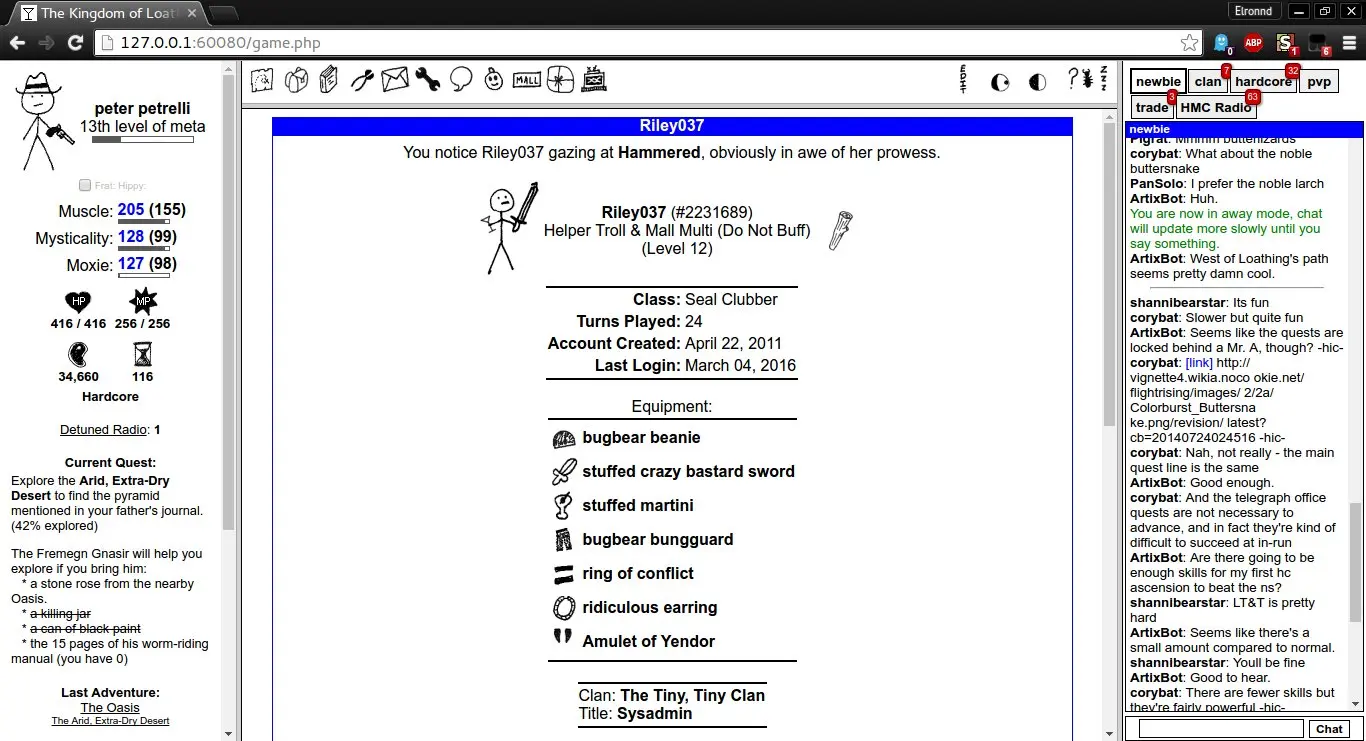 The Kingdom of Loat
Elronnd
127.0.0.1:60080/game.php
ABP
S
0
1
6
peter petrelli
13th level of meta
Frat: Hippy:
Muscle: 205 (155)
Mysticality: 128 (99)
Moxie: 127 (98)
HP
MP
416 / 416
256 / 256
34,660
116
Hardcore
Detuned Radio: 1
Current Quest:
Explore the Arid, Extra-Dry
Desert to find the pyramid
mentioned in your father's journal.
(42% explored)
The Fremegn Gnasir will help you
explore if you bring him:
* a stone rose from the nearby
Oasis.
* a killing jar
* a can of black paint
* the 15 pages of his worm-riding
manual (you have 0)
Last Adventure:
The Oasis
The Arid, Extra-Dry Desert
MALL
EDIT
?
ZZZ
Riley037
You notice Riley037 gazing at Hammered, obviously in awe of her prowess.
Riley037 (#2231689)
Helper Troll & Mall Multi (Do Not Buff)
(Level 12)
Class: Seal Clubber
Turns Played: 24
Account Created: April 22, 2011
Last Login: March 04, 2016
Equipment:
bugbear beanie
stuffed crazy bastard sword
stuffed martini
bugbear bungguard
ring of conflict
ridiculous earring
Amulet of Yendor
Clan: The Tiny, Tiny Clan
Title: Sysadmin
newbie
clan
7
hardcore
32
pvp
trade
3
HMC Radio
63
newbie
Pigrat: Mmmm butterlizards
corybat: What about the noble
buttersnake
PanSolo: I prefer the noble larch
ArtixBot: Huh.
You are now in away mode, chat
will update more slowly until you
say something.
ArtixBot: West of Loathing's path
seems pretty damn cool.
shannibearstar: Its fun
corybat: Slower but quite fun
ArtixBot: Seems like the quests are
locked behind a Mr. A, though? -hic-
corybat: [link] http://
vignette4.wikia.noco okie.net/
flightrising/images/ 2/2a/
Colorburst_Buttersna
ke.png/revision/ latest?
cb=20140724024516 -hic-
corybat: Nah, not really - the main
quest line is the same
ArtixBot: Good enough.
corybat: And the telegraph office
quests are not necessary to
advance, and in fact they're kind of
difficult to succeed at in-run
ArtixBot: Are there going to be
enough skills for my first hc
ascension to beat the ns?
shannibearstar: LT&T is pretty
hard
ArtixBot: Seems like there's a
small amount compared to normal.
shannibearstar: Youll be fine
ArtixBot: Good to hear.
corybat: There are fewer skills but
they're fairly powerful -hic-
Chat